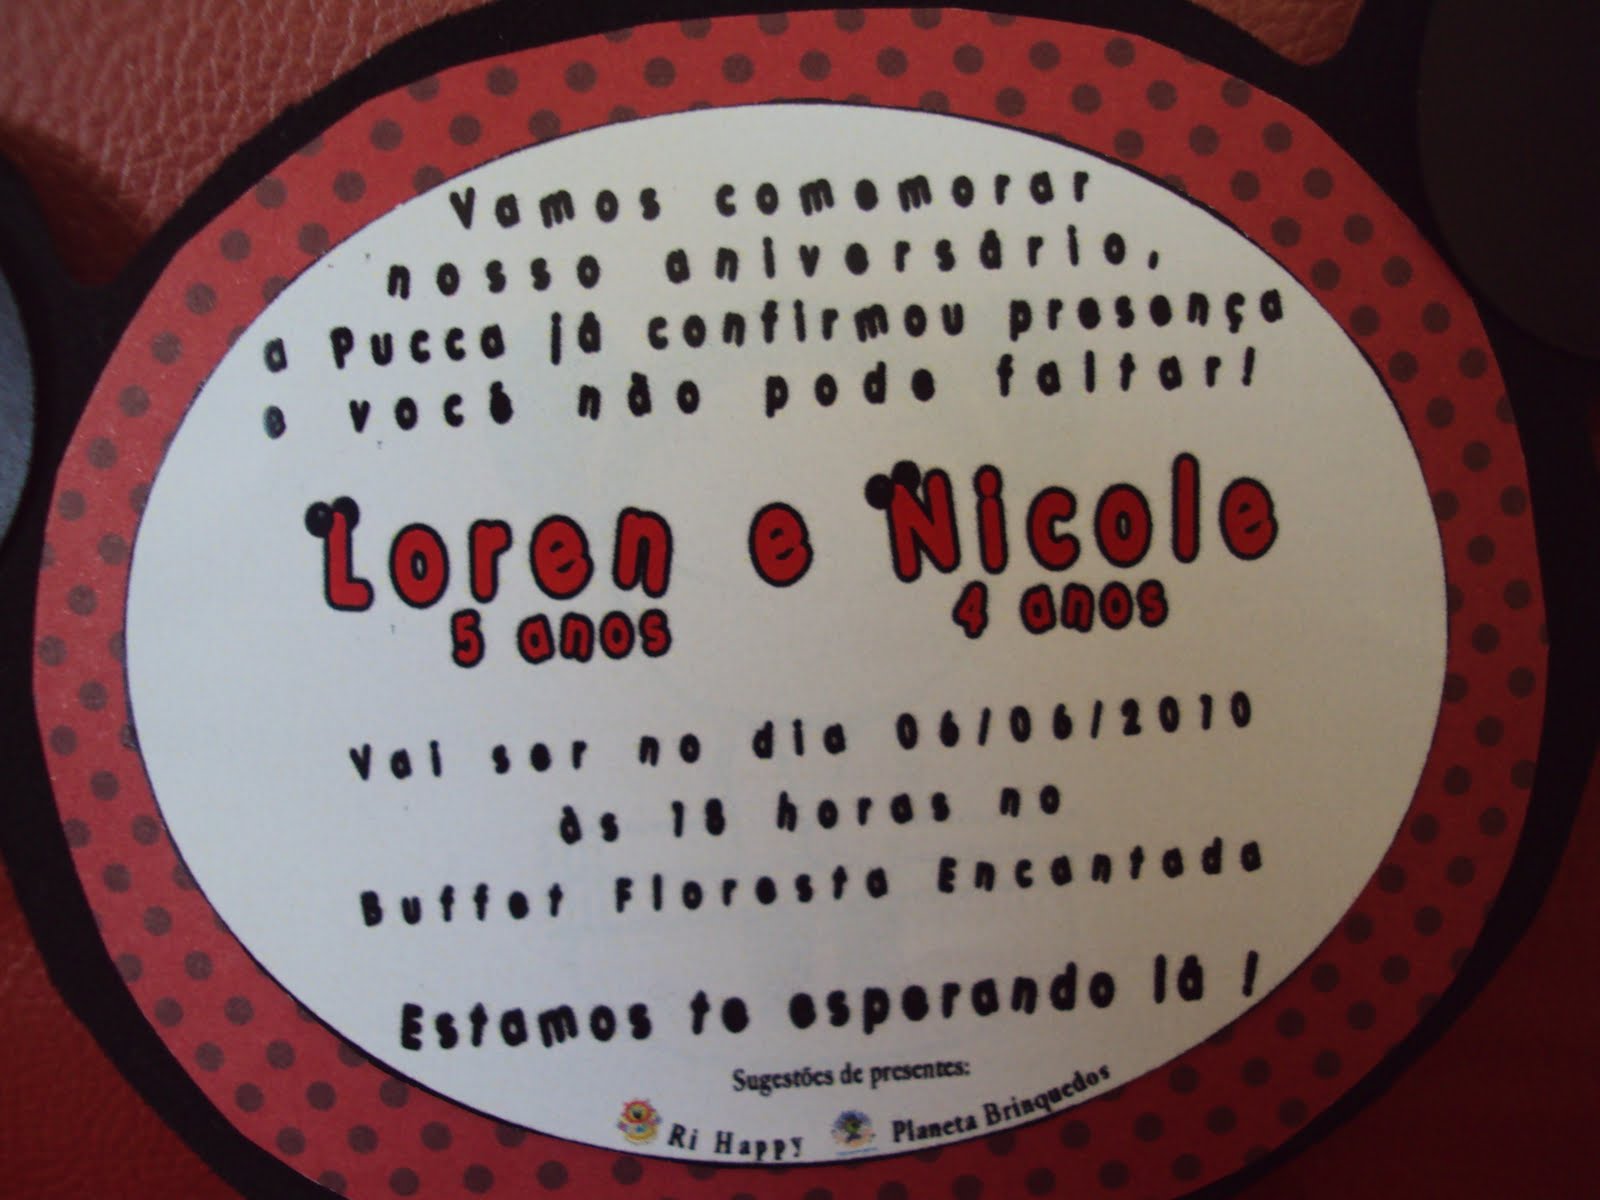 Vamos comemorar
nosso aniversário,
a Pucca já confirmou presença
e você não pode faltar!
Loren e Nicole
5 anos 4 anos
Vai ser no dia 06/06/2010
às 18 horas no
Buffet Floresta Encantada
Estamos te esperando lá !
Sugestões de presentes:
Ri Happy Planeta Brinquedos